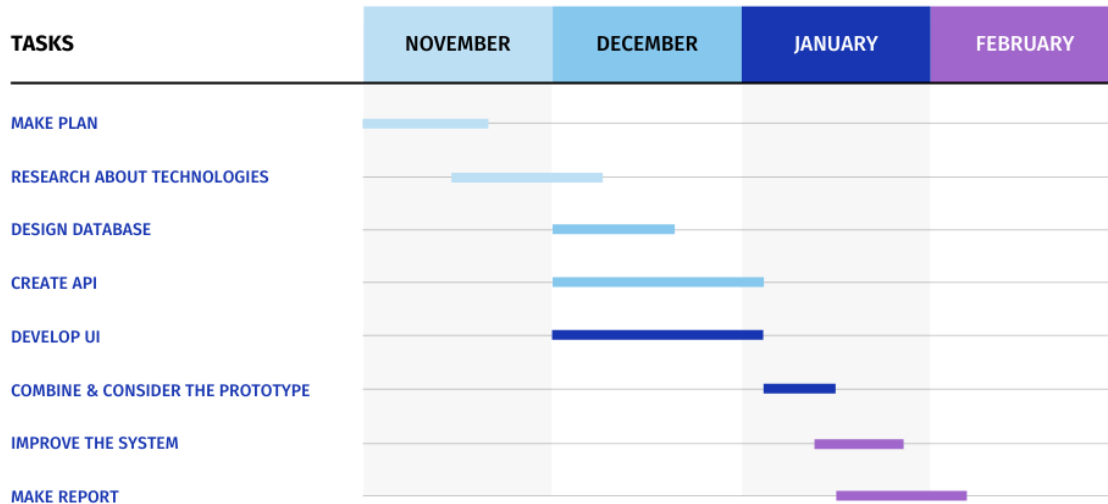 TASKS NOVEMBER DECEMBER JANUARY FEBRUARY
MAKE PLAN
RESEARCH ABOUT TECHNOLOGIES
DESIGN DATABASE
CREATE API
DEVELOP UI
COMBINE & CONSIDER THE PROTOTYPE
IMPROVE THE SYSTEM
MAKE REPORT